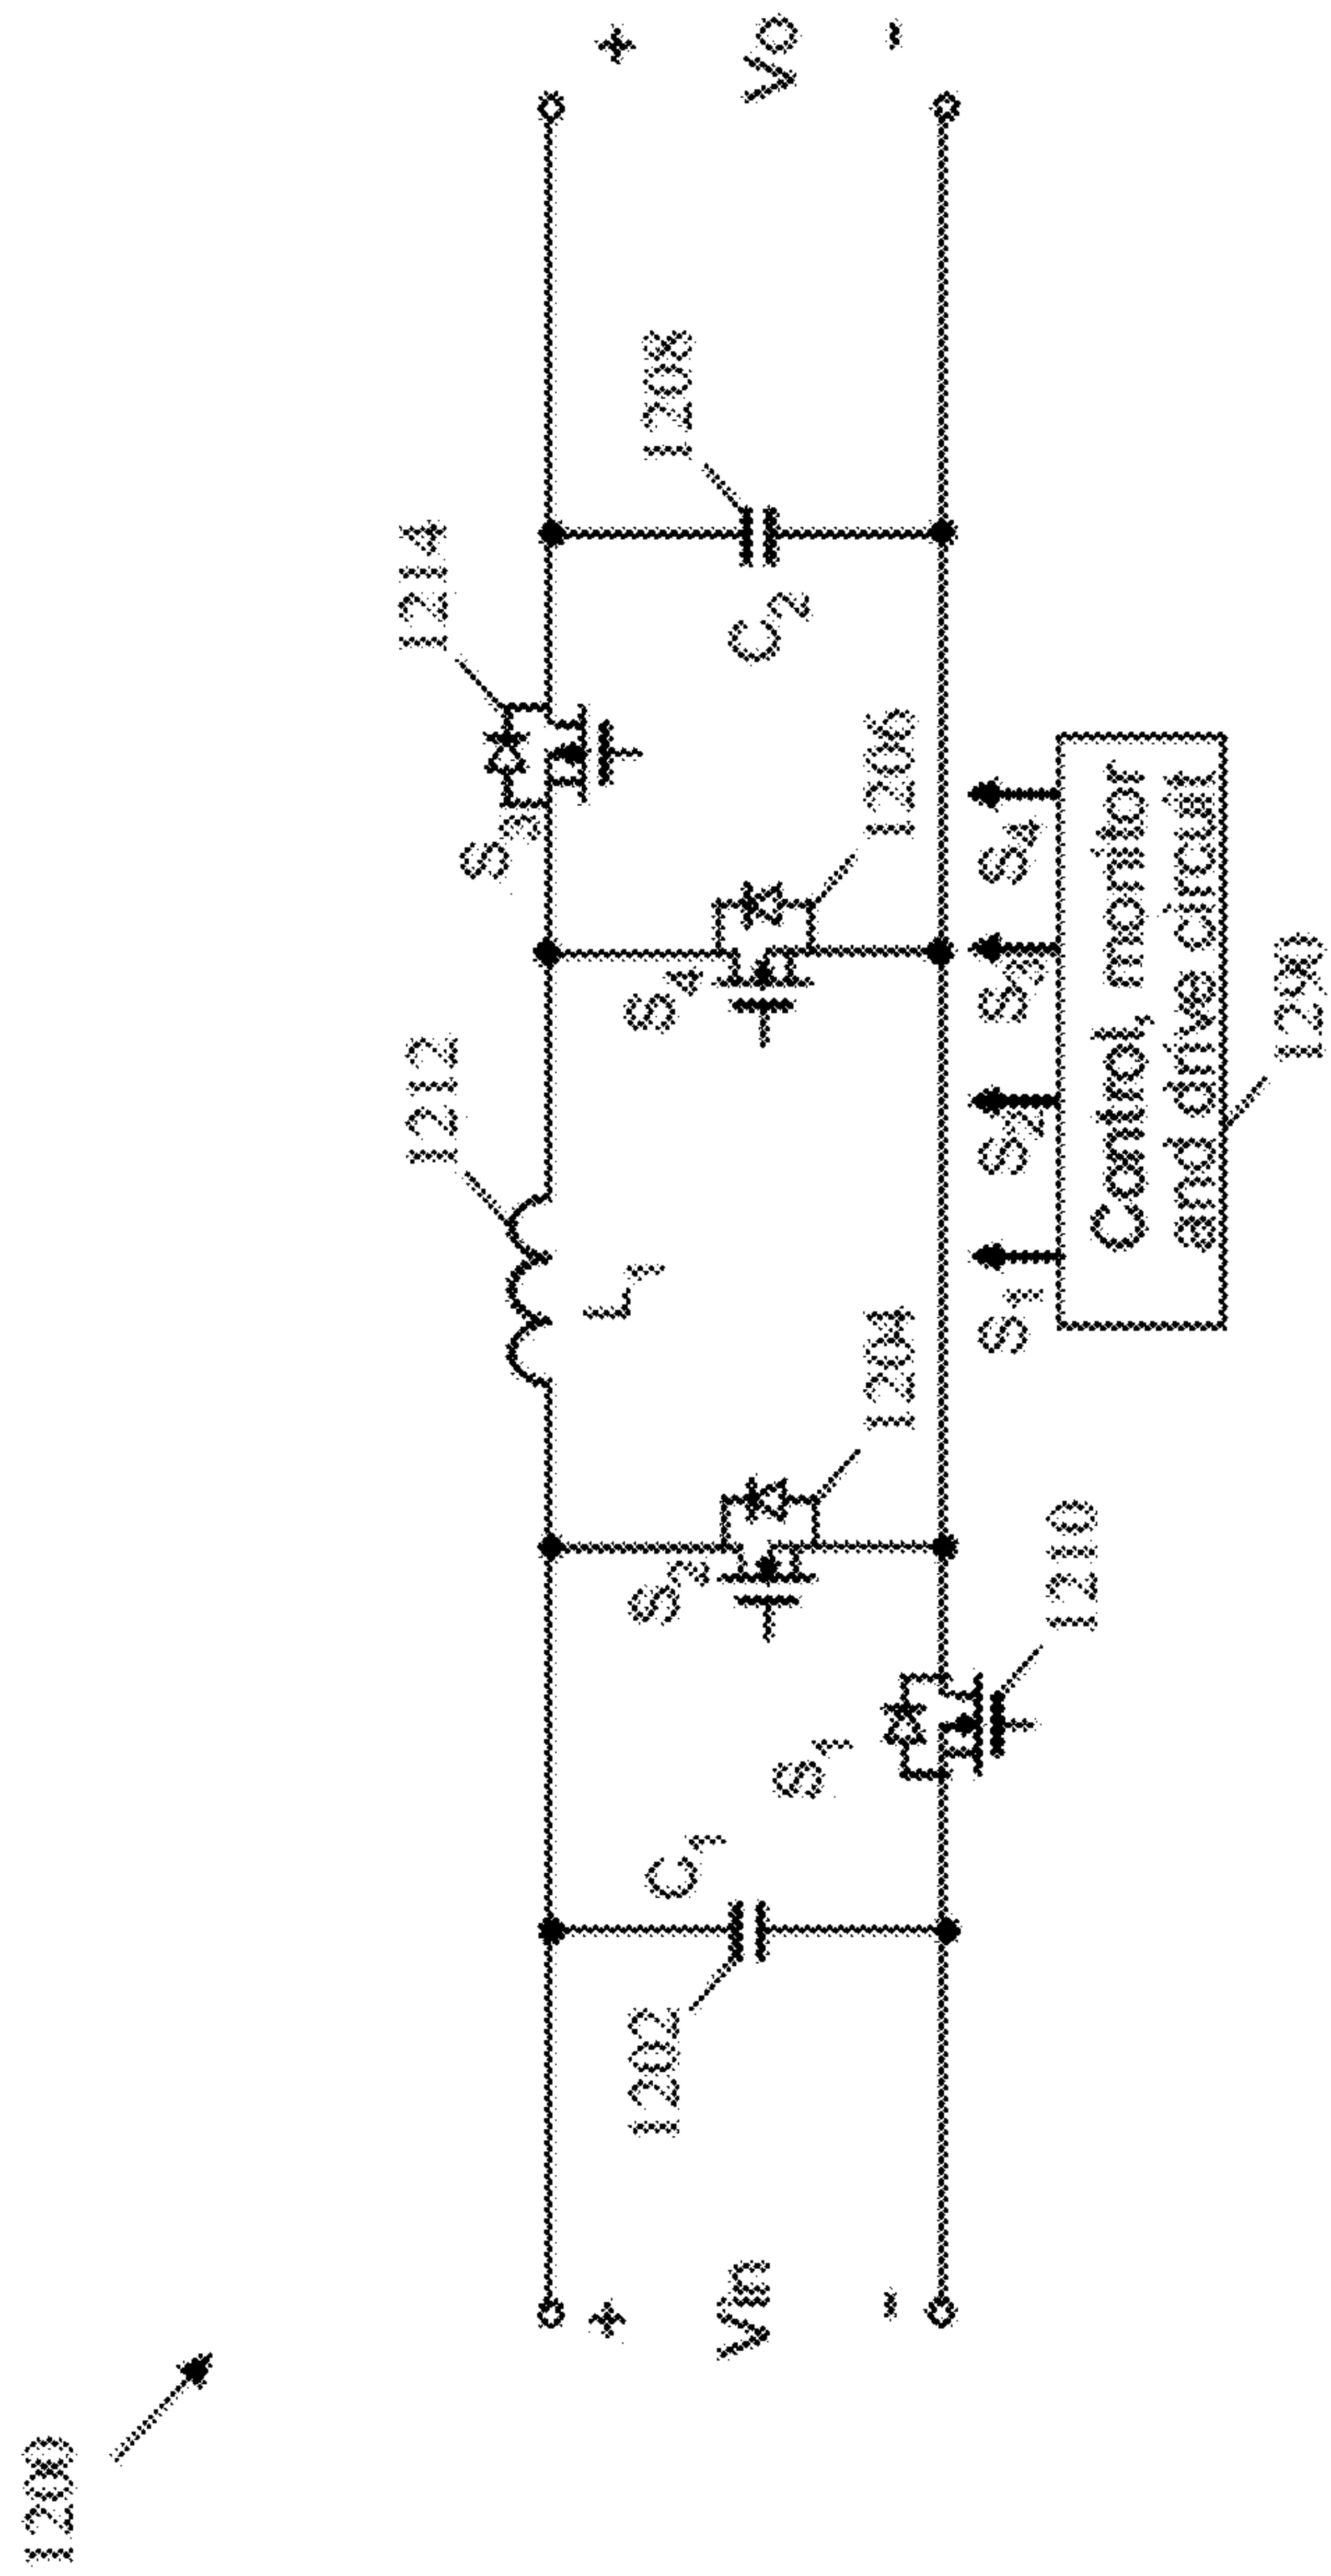 1200
1214
S3
1212
L1
+
+
1202
C1
S2
S4
1208
Vin
Vo
S1
1204
1206
C2
-
-
1210
S1
S2
S3
S4
Control, monitor
and drive circuit
1290